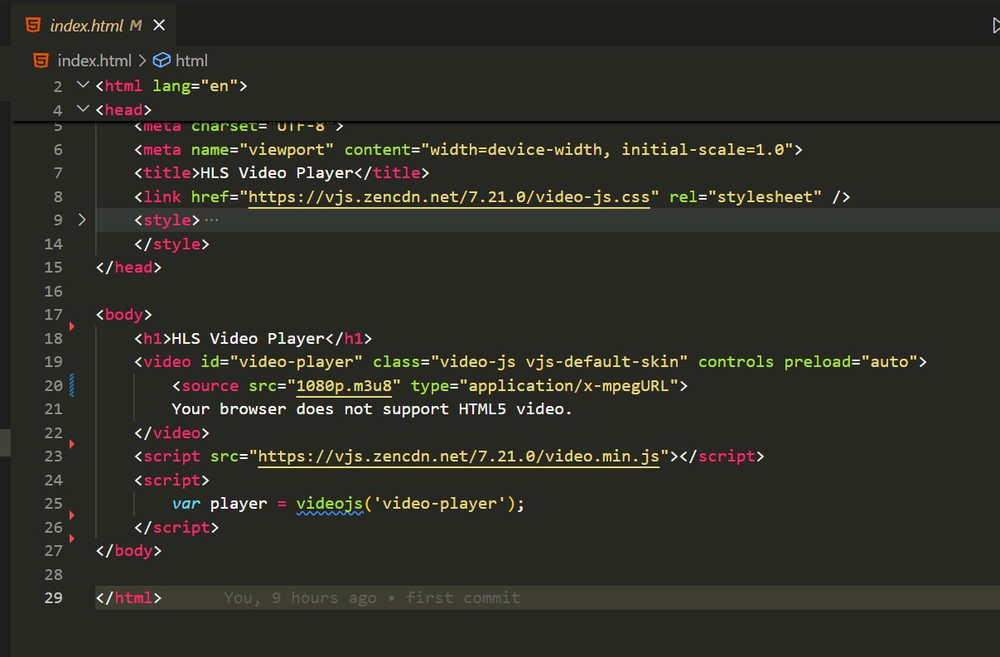 index.html M
index.html > html
2 <html lang="en">
4 <head>
5 <meta charset="UTF-8">
6 <meta name="viewport" content="width=device-width, initial-scale=1.0">
7 <title>HLS Video Player</title>
8 <link href="https://vjs.zencdn.net/7.21.0/video-js.css" rel="stylesheet" />
9 <style>…
14 </style>
15 </head>
16
17 <body>
18 <h1>HLS Video Player</h1>
19 <video id="video-player" class="video-js vjs-default-skin" controls preload="auto">
20 <source src="1080p.m3u8" type="application/x-mpegURL">
21 Your browser does not support HTML5 video.
22 </video>
23 <script src="https://vjs.zencdn.net/7.21.0/video.min.js"></script>
24 <script>
25 var player = videojs('video-player');
26 </script>
27 </body>
28
29 </html> You, 9 hours ago • first commit